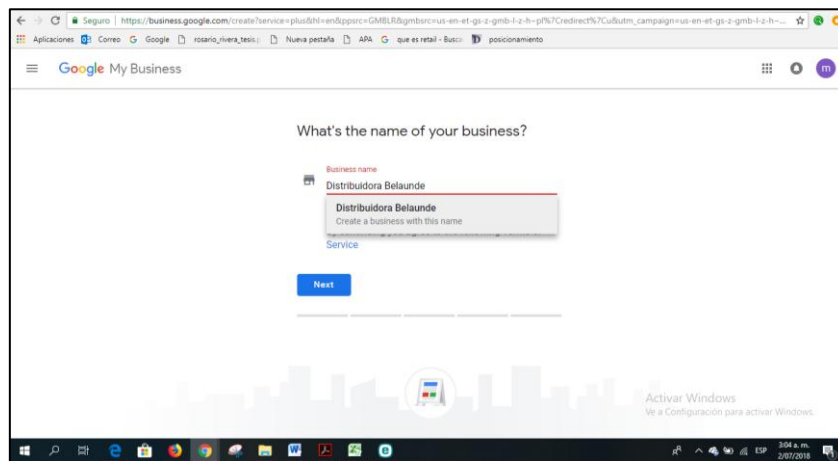 Seguro | https://business.google.com/create?service=plus&hl=en&ppsrc=GMBLR&gmbsrc=us-en-et-gs-z-gmb-l-z-h~pl%7Credirect%7Cu&utm_campaign=us-en-et-gs-z-gmb-l-z-h~...
Aplicaciones Correo Google rosario_rivera_tesis.p Nueva pestaña APA que es retail - Busca posicionamiento
Google My Business
m
What's the name of your business?
Business name
Distribuidora Belaunde
Distribuidora Belaunde
Create a business with this name
Service
Next
Activar Windows
Ve a Configuración para activar Windows.
ESP
3:04 a. m.
2/07/2018